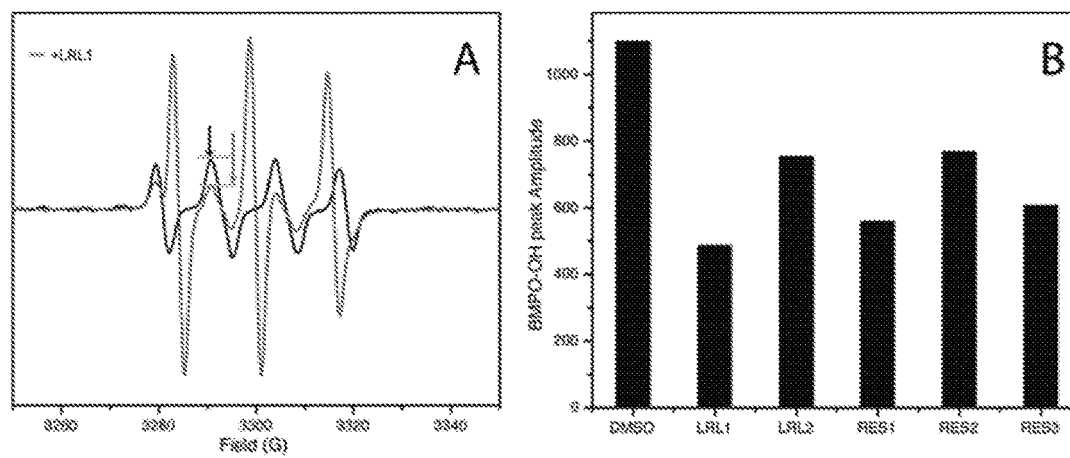 +LRL1
A
3260
3280
3300
3320
3340
Field (G)
B
BMPO-OH peak Amplitude
1000
800
600
400
200
0
DMSO
LRL1
LRL2
RES1
RES2
RES3